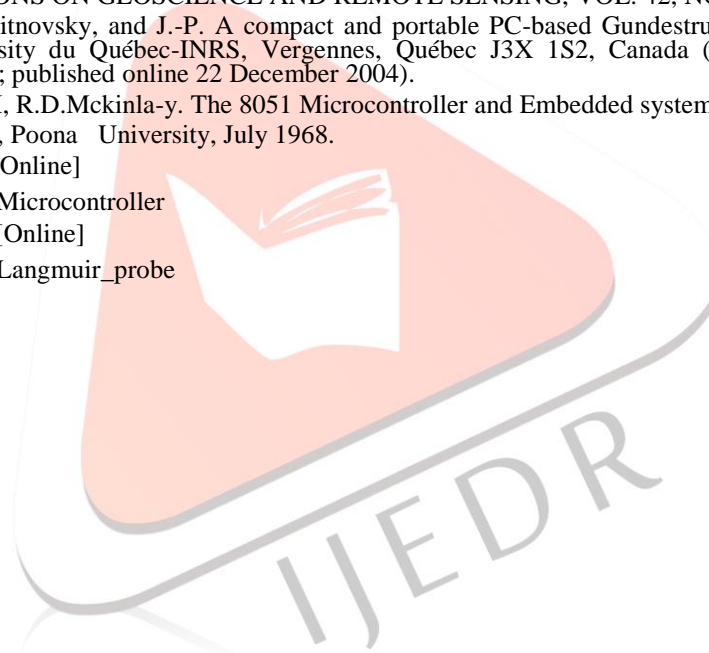 ONS ON GEOSCIENCE AND REMOTE SENSING, VOL. 42, N
itnovsky, and J.-P. A compact and portable PC-based Gundestru
sity du Québec-INRS, Vergennes, Québec J3X 1S2, Canada (
; published online 22 December 2004).
, R.D.Mckinla-y. The 8051 Microcontroller and Embedded system
, Poona University, July 1968.
Online]
Microcontroller
[Online]
Langmuir_probe
IJEDR